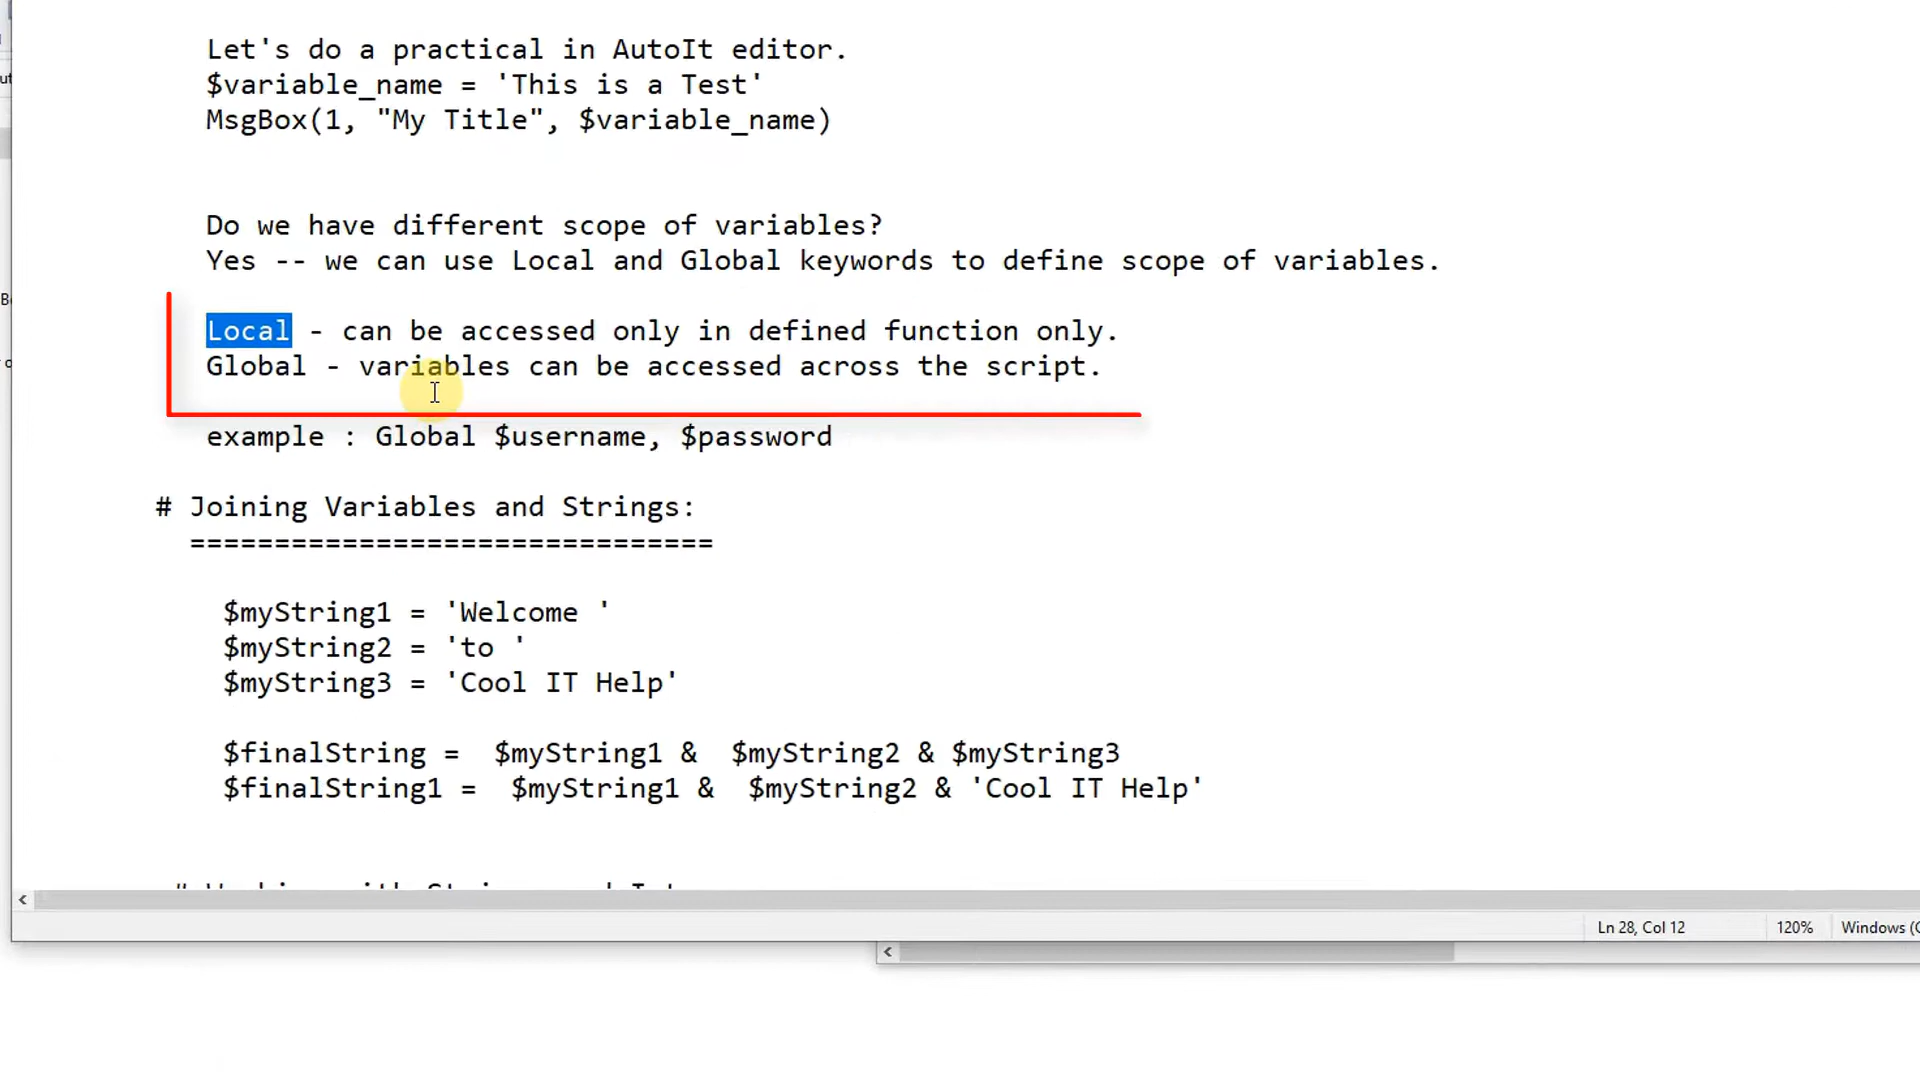 Let's do a practical in AutoIt editor.
$variable_name = 'This is a Test'
MsgBox(1, "My Title", $variable_name)
Do we have different scope of variables?
Yes -- we can use Local and Global keywords to define scope of variables.
Local - can be accessed only in defined function only.
Global - variables can be accessed across the script.
example : Global $username, $password
# Joining Variables and Strings:
===============================
$myString1 = 'Welcome '
$myString2 = 'to '
$myString3 = 'Cool IT Help'
$finalString =  $myString1 &  $myString2 & $myString3
$finalString1 =  $myString1 &  $myString2 & 'Cool IT Help'
Ln 28, Col 12
120%
Windows (C